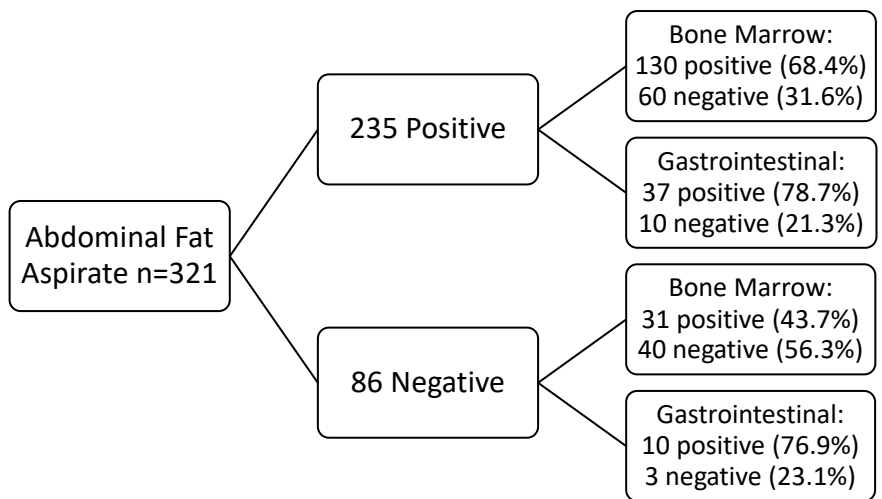 Abdominal Fat
Aspirate n=321
235 Positive
Bone Marrow:
130 positive (68.4%)
60 negative (31.6%)
Gastrointestinal:
37 positive (78.7%)
10 negative (21.3%)
86 Negative
Bone Marrow:
31 positive (43.7%)
40 negative (56.3%)
Gastrointestinal:
10 positive (76.9%)
3 negative (23.1%)